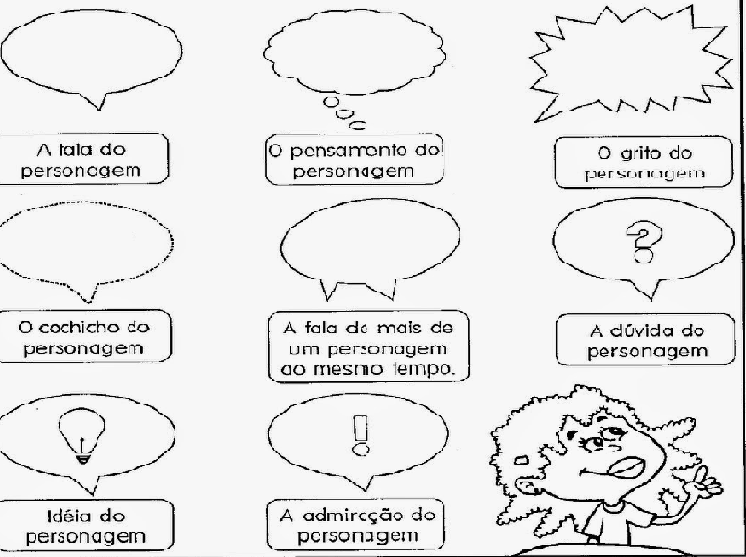 A fala do
personagem
O pensamento do
personagem
O grito do
personagem
?
O cochicho do
personagem
A fala de mais de
um personagem
ao mesmo tempo.
A dúvida do
personagem
!
Idéia do
personagem
A admiração do
personagem